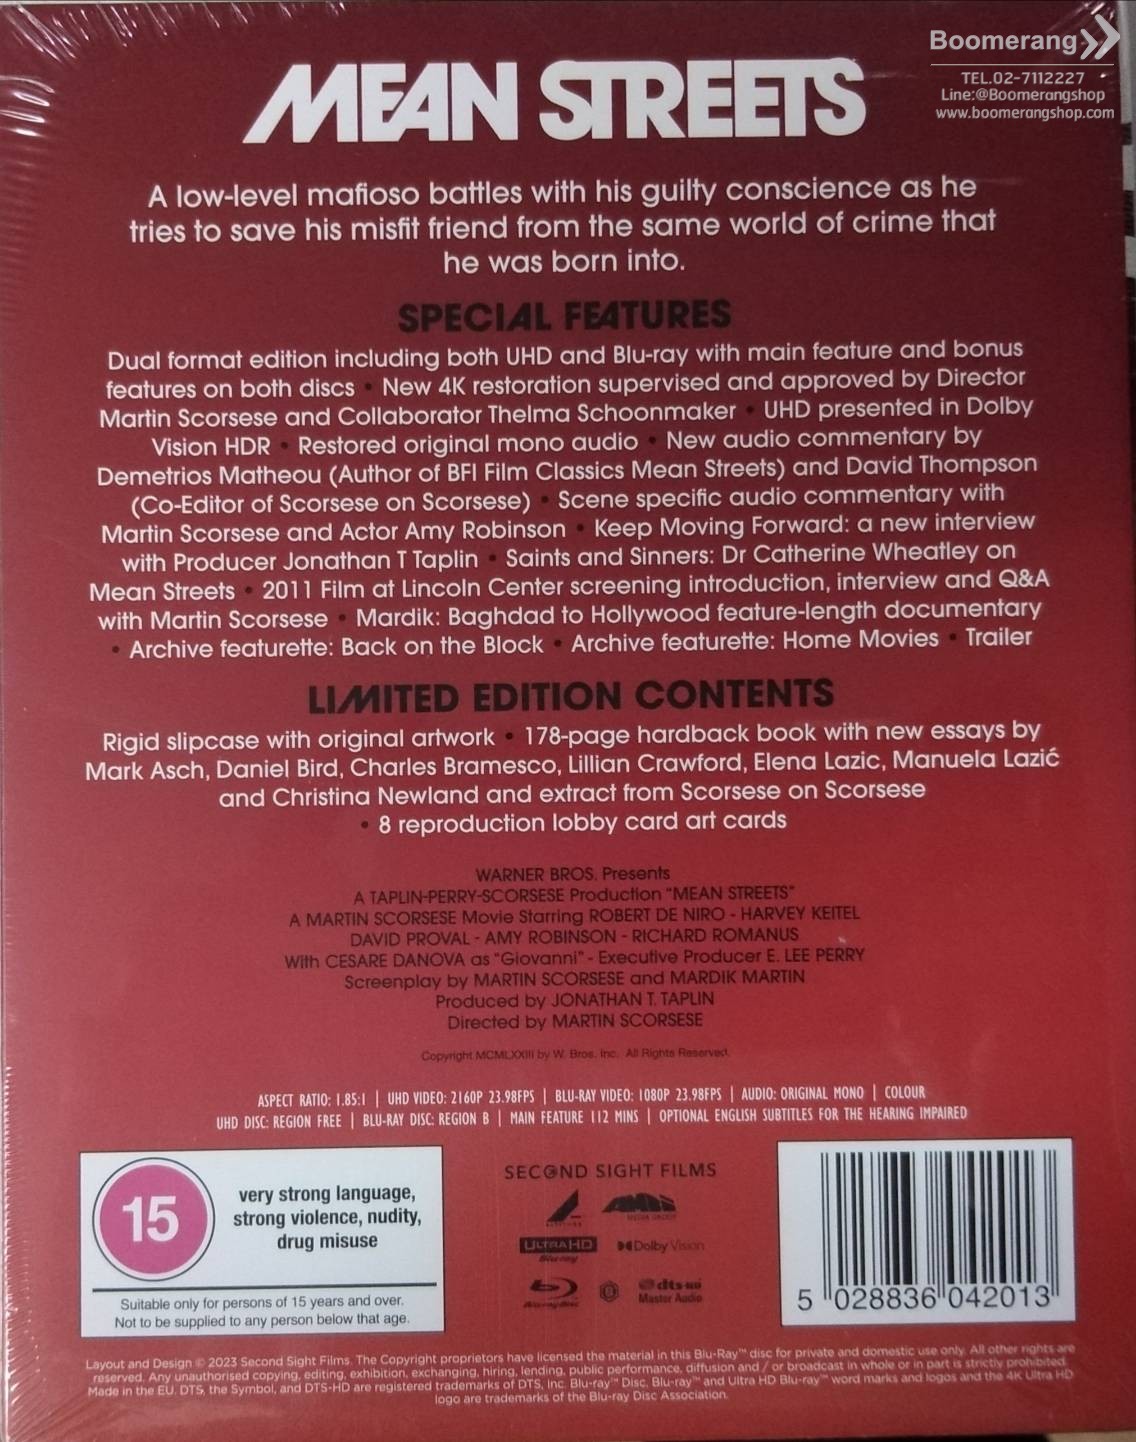 Boomerang
TEL.02-7112227
Line:@Boomerangshop
www.boomerangshop.com
MEAN STREETS
A low-level mafioso battles with his guilty conscience as he
tries to save his misfit friend from the same world of crime that
he was born into.
SPECIAL FEATURES
Dual format edition including both UHD and Blu-ray with main feature and bonus
features on both discs • New 4K restoration supervised and approved by Director
Martin Scorsese and Collaborator Thelma Schoonmaker • UHD presented in Dolby
Vision HDR • Restored original mono audio • New audio commentary by
Demetrios Matheou (Author of BFI Film Classics Mean Streets) and David Thompson
(Co-Editor of Scorsese on Scorsese) • Scene specific audio commentary with
Martin Scorsese and Actor Amy Robinson • Keep Moving Forward: a new interview
with Producer Jonathan T Taplin • Saints and Sinners: Dr Catherine Wheatley on
Mean Streets • 2011 Film at Lincoln Center screening introduction, interview and Q&A
with Martin Scorsese • Mardik: Baghdad to Hollywood feature-length documentary
• Archive featurette: Back on the Block • Archive featurette: Home Movies • Trailer
LIMITED EDITION CONTENTS
Rigid slipcase with original artwork • 178-page hardback book with new essays by
Mark Asch, Daniel Bird, Charles Bramesco, Lillian Crawford, Elena Lazic, Manuela Lazić
and Christina Newland and extract from Scorsese on Scorsese
• 8 reproduction lobby card art cards
WARNER BROS. Presents
A TAPLIN-PERRY-SCORSESE Production "MEAN STREETS"
A MARTIN SCORSESE Movie Starring ROBERT DE NIRO - HARVEY KEITEL
DAVID PROVAL - AMY ROBINSON - RICHARD ROMANUS
With CESARE DANOVA as "Giovanni" - Executive Producer E. LEE PERRY
Screenplay by MARTIN SCORSESE and MARDIK MARTIN
Produced by JONATHAN T. TAPLIN
Directed by MARTIN SCORSESE
Copyright MCMLXXIII by W. Bros. Inc. All Rights Reserved.
ASPECT RATIO: 1.85:1 | UHD VIDEO: 2160P 23.98FPS | BLU-RAY VIDEO: 1080P 23.98FPS | AUDIO: ORIGINAL MONO | COLOUR
UHD DISC: REGION FREE | BLU-RAY DISC: REGION B | MAIN FEATURE 112 MINS | OPTIONAL ENGLISH SUBTITLES FOR THE HEARING IMPAIRED
15
very strong language,
strong violence, nudity,
drug misuse
Suitable only for persons of 15 years and over.
Not to be supplied to any person below that age.
SECOND SIGHT FILMS
AMDI
MEDIA GROUP
ULTRA HD
Blu-ray
Dolby Vision
Blu-ray Disc
B
dts-HD
Master Audio
5 028836 042013
Layout and Design © 2023 Second Sight Films. The Copyright proprietors have licensed the material in this Blu-Ray™ disc for private and domestic use only. All other rights are
reserved. Any unauthorised copying, editing, exhibition, exchanging, hiring, lending, public performance, diffusion and / or broadcast in whole or in part is strictly prohibited.
Made in the EU. DTS, the Symbol, and DTS-HD are registered trademarks of DTS, Inc. Blu-ray™ Disc, Blu-ray™ and Ultra HD Blu-ray™ word marks and logos and the 4K Ultra HD
logo are trademarks of the Blu-ray Disc Association.